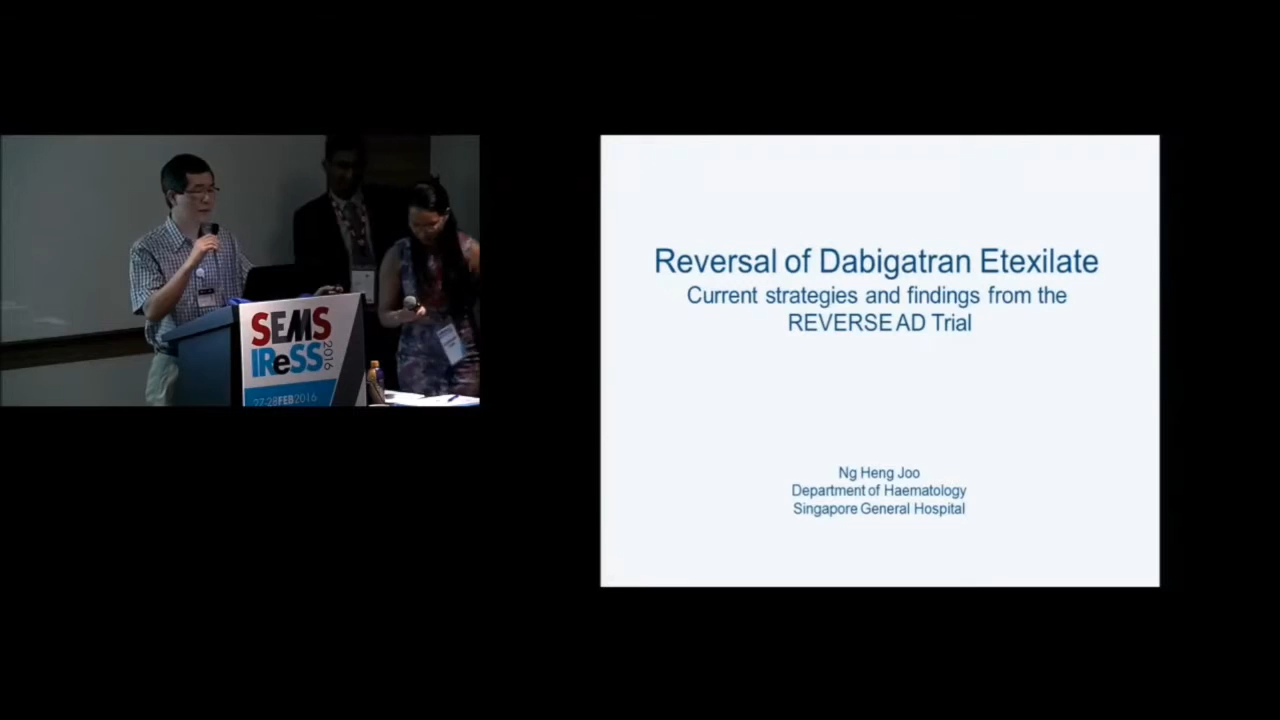 SEMS
IReSS
2016
27-28FEB2016
Reversal of Dabigatran Etexilate
Current strategies and findings from the
REVERSE AD Trial
Ng Heng Joo
Department of Haematology
Singapore General Hospital